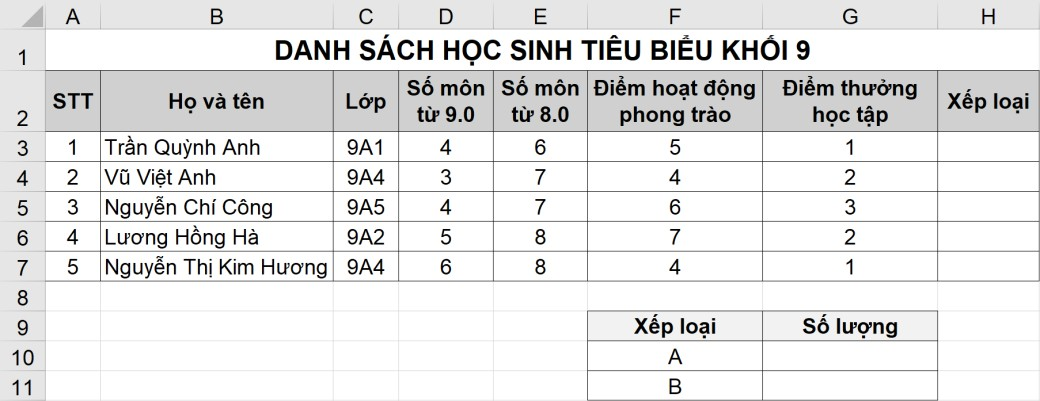 A B C D E F G H
1 DANH SÁCH HỌC SINH TIÊU BIỂU KHỐI 9
2 STT Họ và tên Lớp Số môn từ 9.0 Số môn từ 8.0 Điểm hoạt động phong trào Điểm thưởng học tập Xếp loại
3 1 Trần Quỳnh Anh 9A1 4 6 5 1
4 2 Vũ Việt Anh 9A4 3 7 4 2
5 3 Nguyễn Chí Công 9A5 4 7 6 3
6 4 Lương Hồng Hà 9A2 5 8 7 2
7 5 Nguyễn Thị Kim Hương 9A4 6 8 4 1
8
9 Xếp loại Số lượng
10 A
11 B